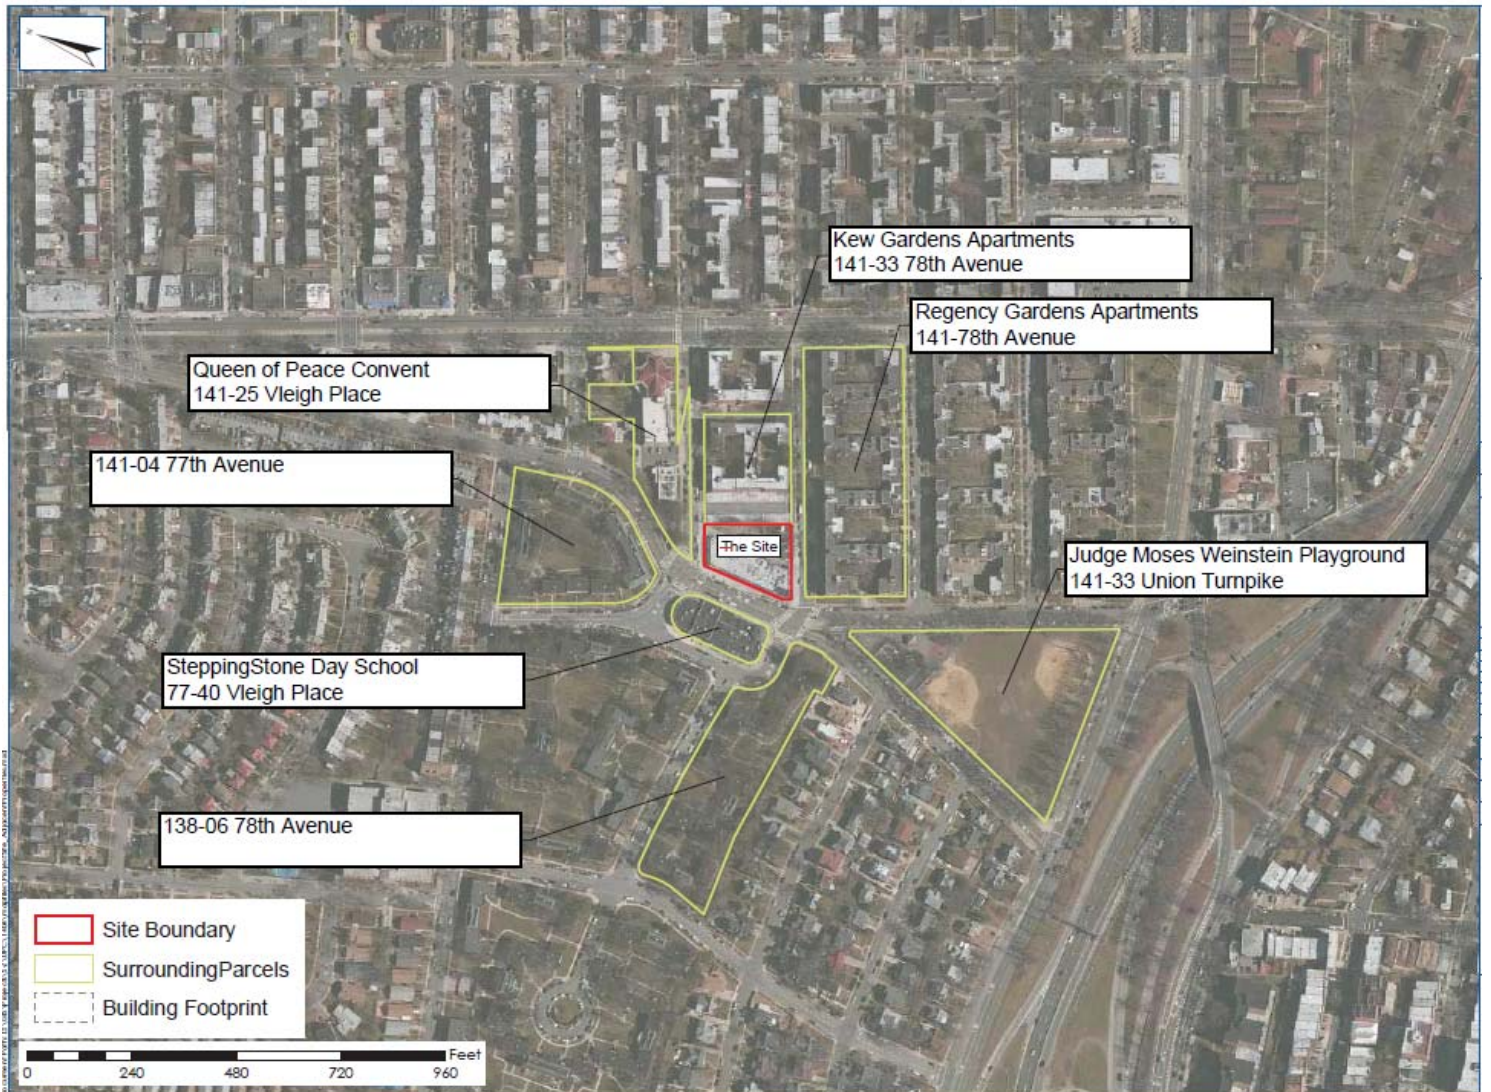 Kew Gardens Apartments
141-33 78th Avenue
Regency Gardens Apartments
141-78th Avenue
Queen of Peace Convent
141-25 Vleigh Place
141-04 77th Avenue
The Site
Judge Moses Weinstein Playground
141-33 Union Turnpike
SteppingStone Day School
77-40 Vleigh Place
138-06 78th Avenue
Site Boundary
SurroundingParcels
Building Footprint
Feet
0 240 480 720 960